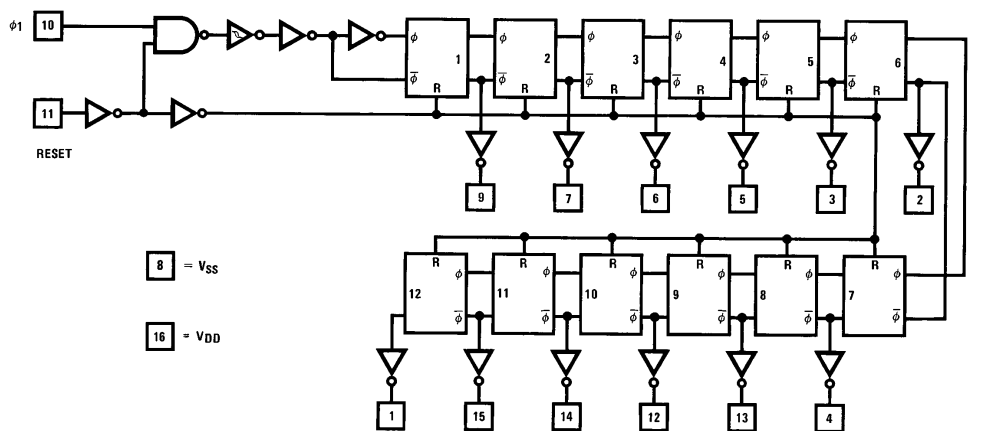 ϕ1 10
ϕ ϕ ϕ ϕ ϕ ϕ
1 2 3 4 5 6
ϕ̅ ϕ̅ ϕ̅ ϕ̅ ϕ̅ ϕ̅
R R R R R R
11
RESET
9 7 6 5 3 2
8 = VSS
R R R R R R
ϕ ϕ ϕ ϕ ϕ ϕ
12 11 10 9 8 7
ϕ̅ ϕ̅ ϕ̅ ϕ̅ ϕ̅ ϕ̅
16 = VDD
1 15 14 12 13 4